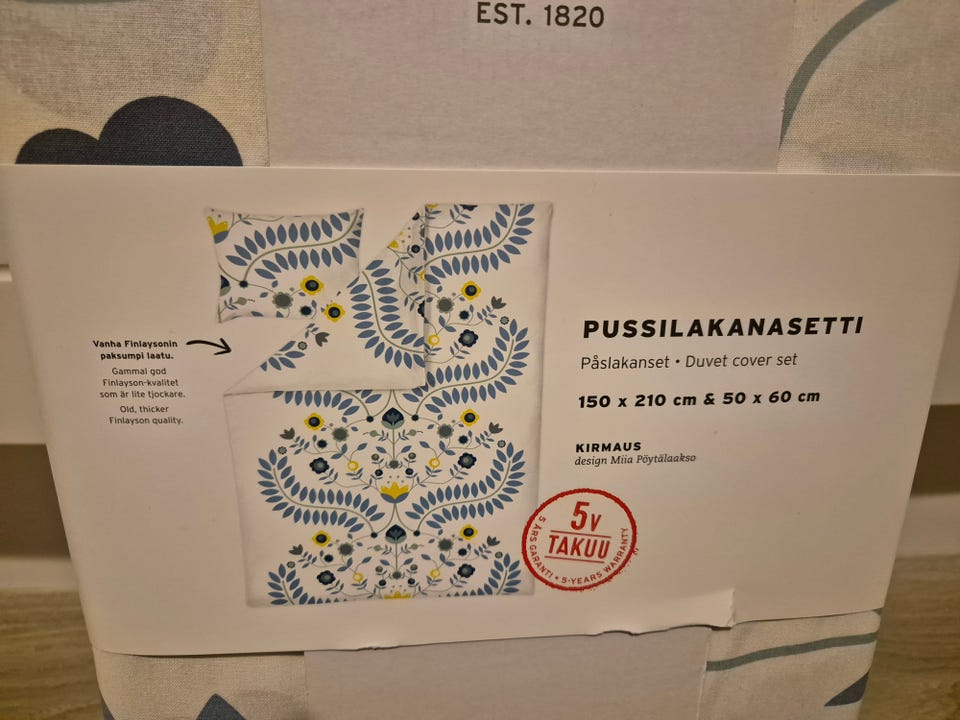 EST. 1820
Vanha Finlaysonin
paksumpi laatu.
Gammal god
Finlayson-kvalitet
som är lite tjockare.
Old, thicker
Finlayson quality.
PUSSILAKANASETTI
Påslakanset • Duvet cover set
150 x 210 cm & 50 x 60 cm
KIRMAUS
design Miia Pöytälaakso
5V
TAKUU
5 ÅRS GARANTI • 5-YEARS WARRANTY